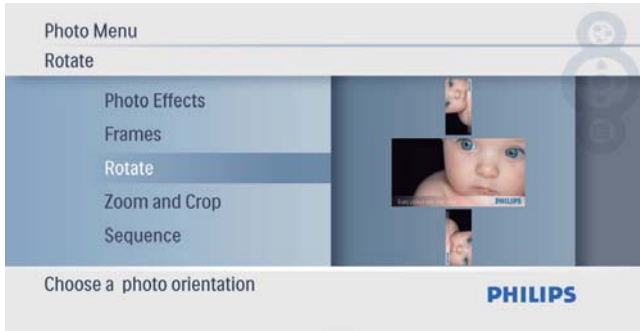 Photo Menu
Rotate
Photo Effects
Frames
Rotate
Zoom and Crop
Sequence
PHILIPS
Choose a photo orientation
PHILIPS